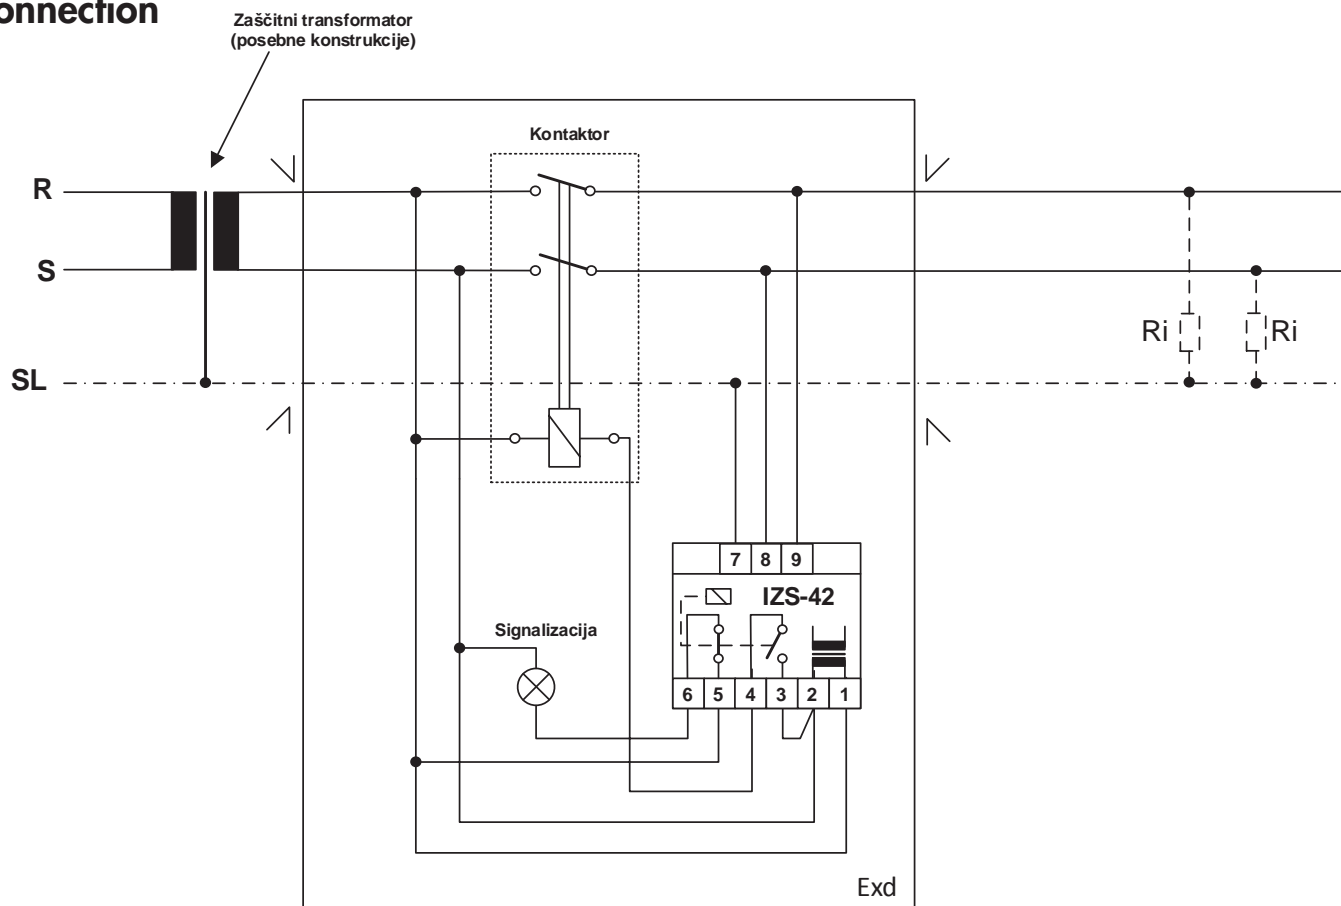 onnection
Zaščitni transformator
(posebne konstrukcije)
Kontaktor
R
S
Ri
Ri
SL
7 8 9
IZS-42
Signalizacija
6 5 4 3 2 1
Exd